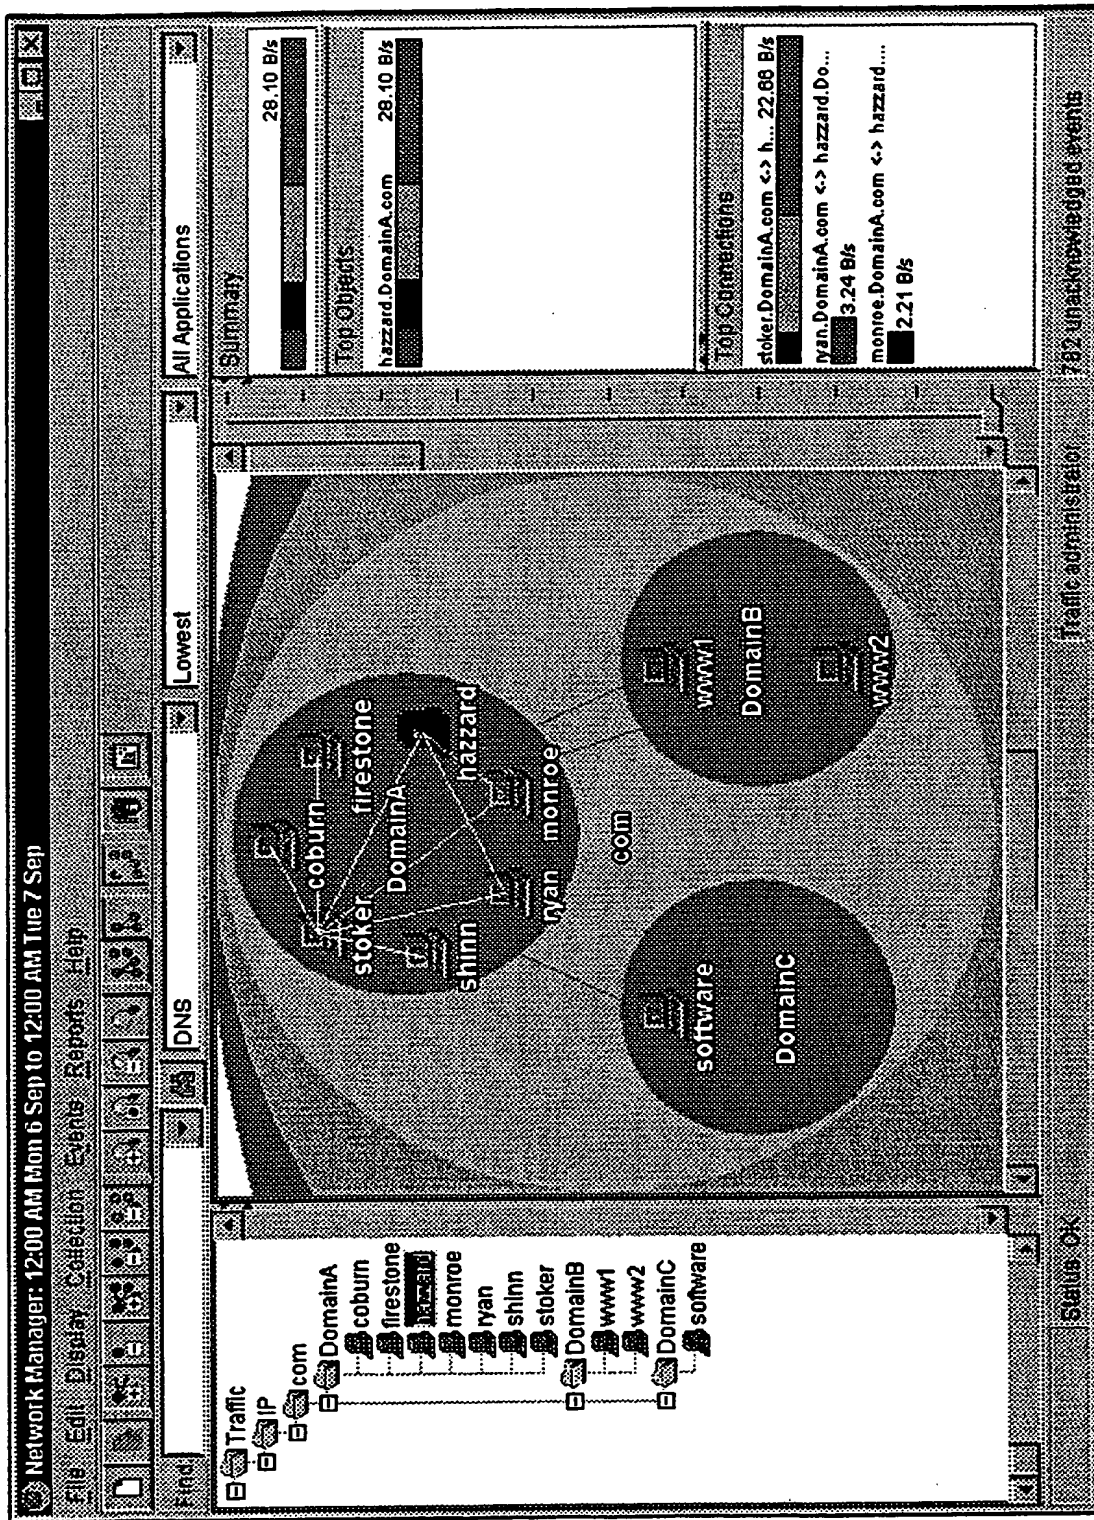 Network Manager: 12:00 AM Mon 6 Sep to 12:00 AM Tue 7 Sep
File Edit Display Collection Events Reports Help
Find DNS Lowest All Applications
Traffic
IP
com
DomainA
coburn
firestone
hazzard
monroe
ryan
shinn
stoker
DomainB
www1
www2
DomainC
software
coburn
firestone
stoker
DomainA
hazzard
shinn
ryan
monroe
com
software
DomainC
www1
DomainB
www2
Summary
28.10 B/s
Top Objects
hazzard.DomainA.com 28.10 B/s
Top Connections
stoker.DomainA.com <-> h... 22.66 B/s
ryan.DomainA.com <-> hazzard.Do...
3.24 B/s
monroe.DomainA.com <-> hazzard...
2.21 B/s
Status OK Traffic administrator 782 unacknowledged events